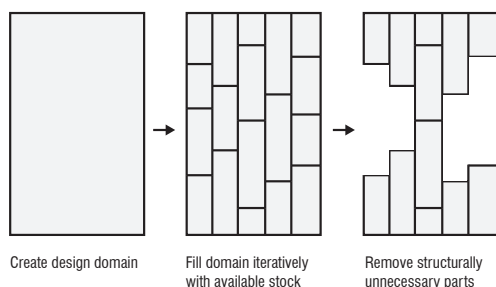 Create design domain
Fill domain iteratively
with available stock
Remove structurally
unnecessary parts